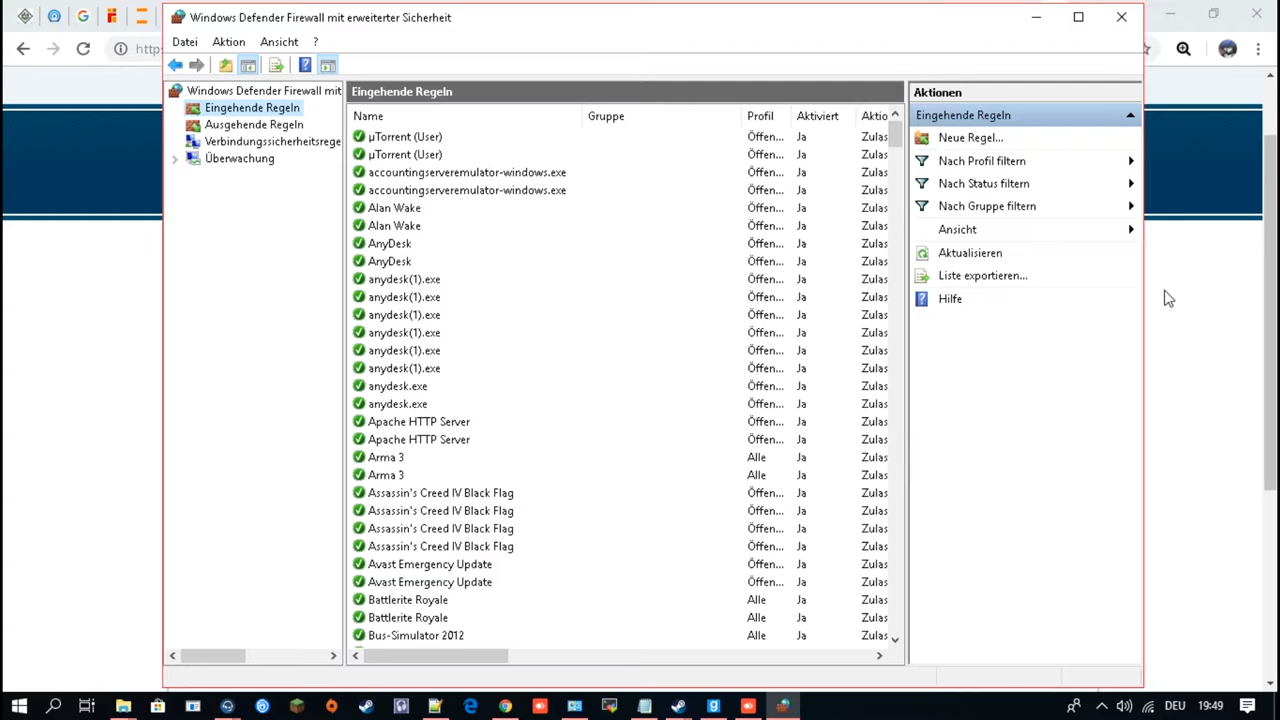 Windows Defender Firewall mit erweiterter Sicherheit
https
Datei Aktion Ansicht ?
Windows Defender Firewall mit
Eingehende Regeln
Ausgehende Regeln
Verbindungssicherheitsrege
Überwachung
Eingehende Regeln
Name Gruppe Profil Aktiviert Aktio
µTorrent (User) Öffen... Ja Zulas
µTorrent (User) Öffen... Ja Zulas
accountingserveremulator-windows.exe Öffen... Ja Zulas
accountingserveremulator-windows.exe Öffen... Ja Zulas
Alan Wake Öffen... Ja Zulas
Alan Wake Öffen... Ja Zulas
AnyDesk Öffen... Ja Zulas
AnyDesk Öffen... Ja Zulas
anydesk(1).exe Öffen... Ja Zulas
anydesk(1).exe Öffen... Ja Zulas
anydesk(1).exe Öffen... Ja Zulas
anydesk(1).exe Öffen... Ja Zulas
anydesk(1).exe Öffen... Ja Zulas
anydesk(1).exe Öffen... Ja Zulas
anydesk.exe Öffen... Ja Zulas
anydesk.exe Öffen... Ja Zulas
Apache HTTP Server Öffen... Ja Zulas
Apache HTTP Server Öffen... Ja Zulas
Arma 3 Alle Ja Zulas
Arma 3 Alle Ja Zulas
Assassin's Creed IV Black Flag Öffen... Ja Zulas
Assassin's Creed IV Black Flag Öffen... Ja Zulas
Assassin's Creed IV Black Flag Öffen... Ja Zulas
Assassin's Creed IV Black Flag Öffen... Ja Zulas
Avast Emergency Update Öffen... Ja Zulas
Avast Emergency Update Öffen... Ja Zulas
Battlerite Royale Alle Ja Zulas
Battlerite Royale Alle Ja Zulas
Bus-Simulator 2012 Alle Ja Zulas
Aktionen
Eingehende Regeln
Neue Regel...
Nach Profil filtern
Nach Status filtern
Nach Gruppe filtern
Ansicht
Aktualisieren
Liste exportieren...
Hilfe
DEU 19:49